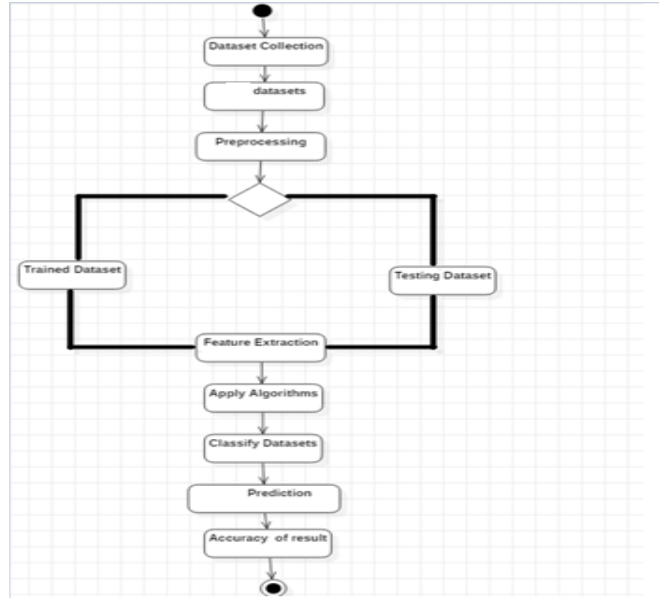 Dataset Collection
datasets
Preprocessing
Trained Dataset
Testing Dataset
Feature Extraction
Apply Algorithms
Classify Datasets
Prediction
Accuracy of result